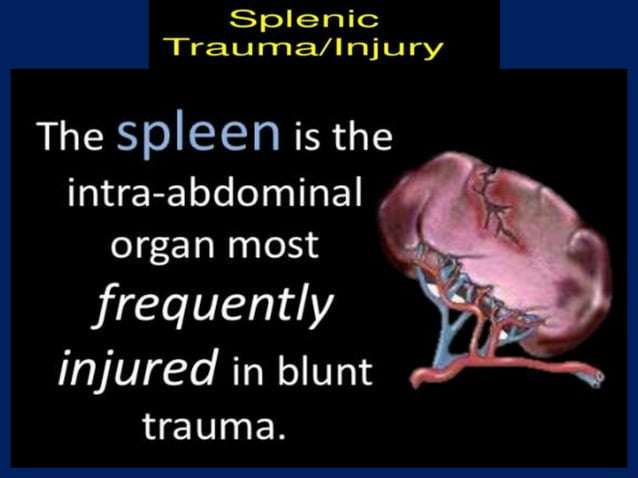 Splenic
Trauma/Injury
The spleen is the
intra-abdominal
organ most
frequently
injured in blunt
trauma.